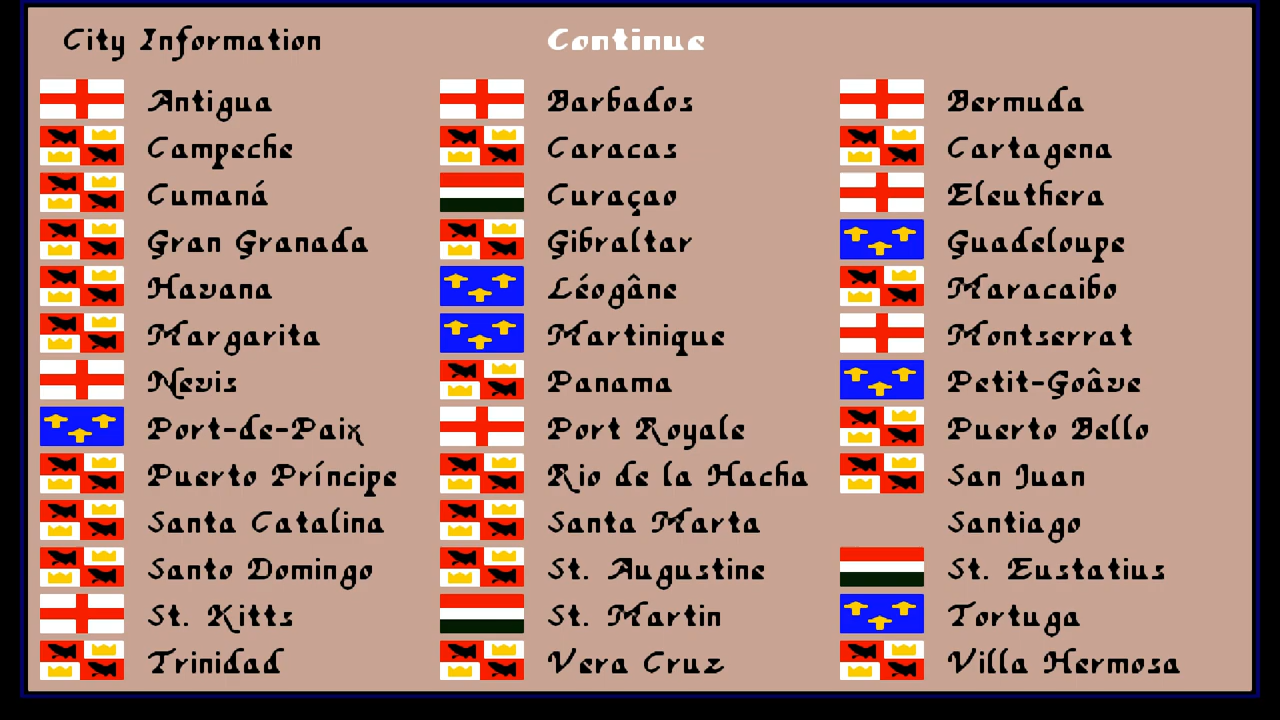 City Information Continue
Antigua Barbados Bermuda
Campeche Caracas Cartagena
Cumaná Curaçao Eleuthera
Gran Granada Gibraltar Guadeloupe
Havana Léogâne Maracaibo
Margarita Martinique Montserrat
Nevis Panama Petit-Goâve
Port-de-Paix Port Royale Puerto Bello
Puerto Príncipe Rio de la Hacha San Juan
Santa Catalina Santa Marta Santiago
Santo Domingo St. Augustine St. Eustatius
St. Kitts St. Martin Tortuga
Trinidad Vera Cruz Villa Hermosa